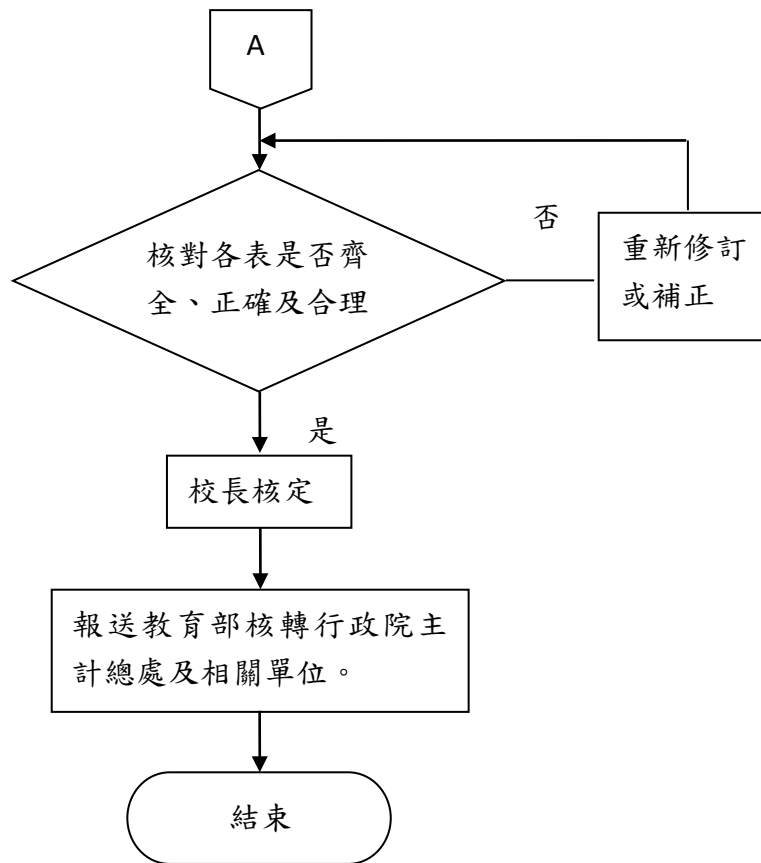 A
核對各表是否齊
全、正確及合理
否
重新修訂
或補正
是
校長核定
報送教育部核轉行政院主
計總處及相關單位。
結束